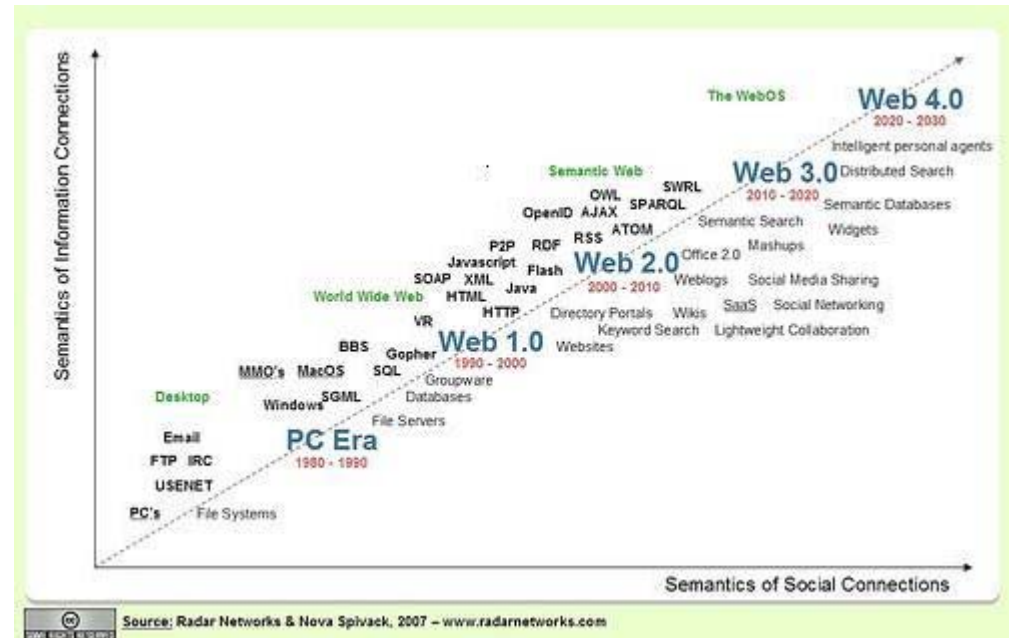 Semantics of Information Connections
The WebOS
Web 4.0
2020 - 2030
Intelligent personal agents
Semantic Web
Web 3.0
Distributed Search
2010 - 2020
SWRL
OWL
SPARQL
Semantic Databases
OpenID AJAX
Semantic Search
ATOM
Widgets
RSS
P2P
RDF
Mashups
Office 2.0
Javascript
Web 2.0
Flash
SOAP
XML
2000 - 2010
Weblogs
Social Media Sharing
Java
World Wide Web
HTML
HTTP
Directory Portals
Wikis
SaaS
Social Networking
VR
Keyword Search
Lightweight Collaboration
BBS
Gopher
Web 1.0
Websites
1990 - 2000
MMO's
MacOS
SQL
Groupware
Desktop
Windows
SGML
Databases
File Servers
Email
PC Era
1980 - 1990
FTP IRC
USENET
PC's
File Systems
Semantics of Social Connections
cc
Source: Radar Networks & Nova Spivack, 2007 – www.radarnetworks.com